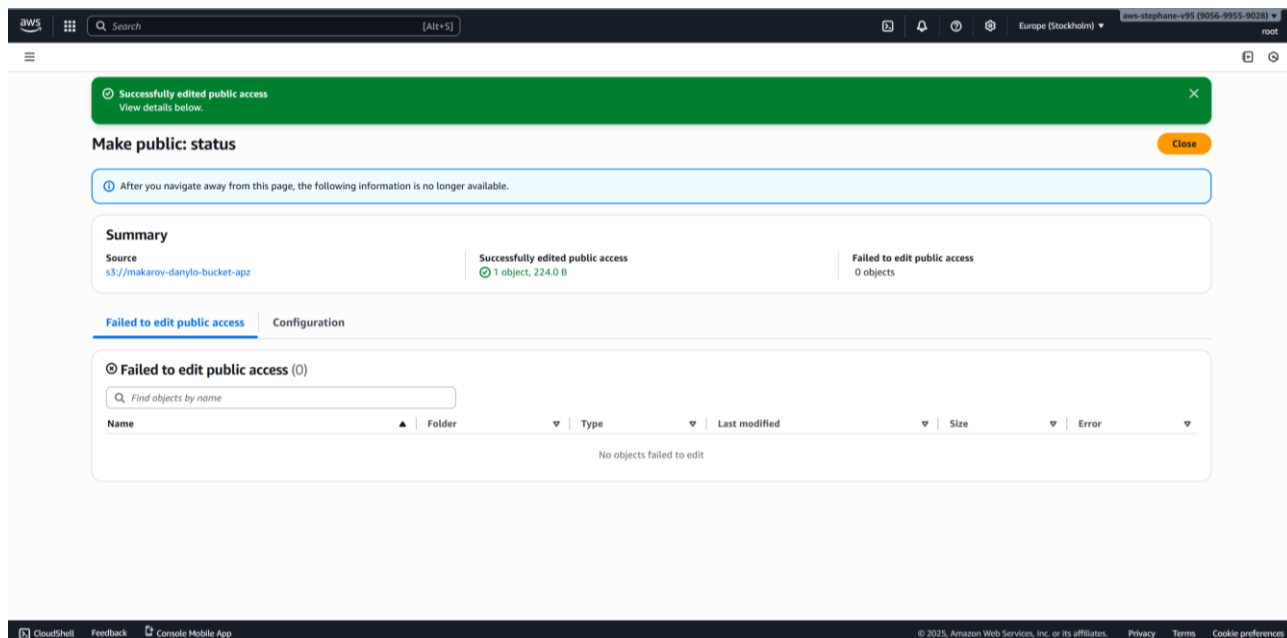 aws
Search
[Alt+S]
Europe (Stockholm)
aws-stephane-v95 (9056-9955-9028)
root
Successfully edited public access
View details below.
Make public: status
Close
After you navigate away from this page, the following information is no longer available.
Summary
Source
s3://makarov-danylo-bucket-apz
Successfully edited public access
1 object, 224.0 B
Failed to edit public access
0 objects
Failed to edit public access
Configuration
Failed to edit public access (0)
Find objects by name
Name Folder Type Last modified Size Error
No objects failed to edit
CloudShell Feedback Console Mobile App © 2025, Amazon Web Services, Inc. or its affiliates. Privacy Terms Cookie preferences